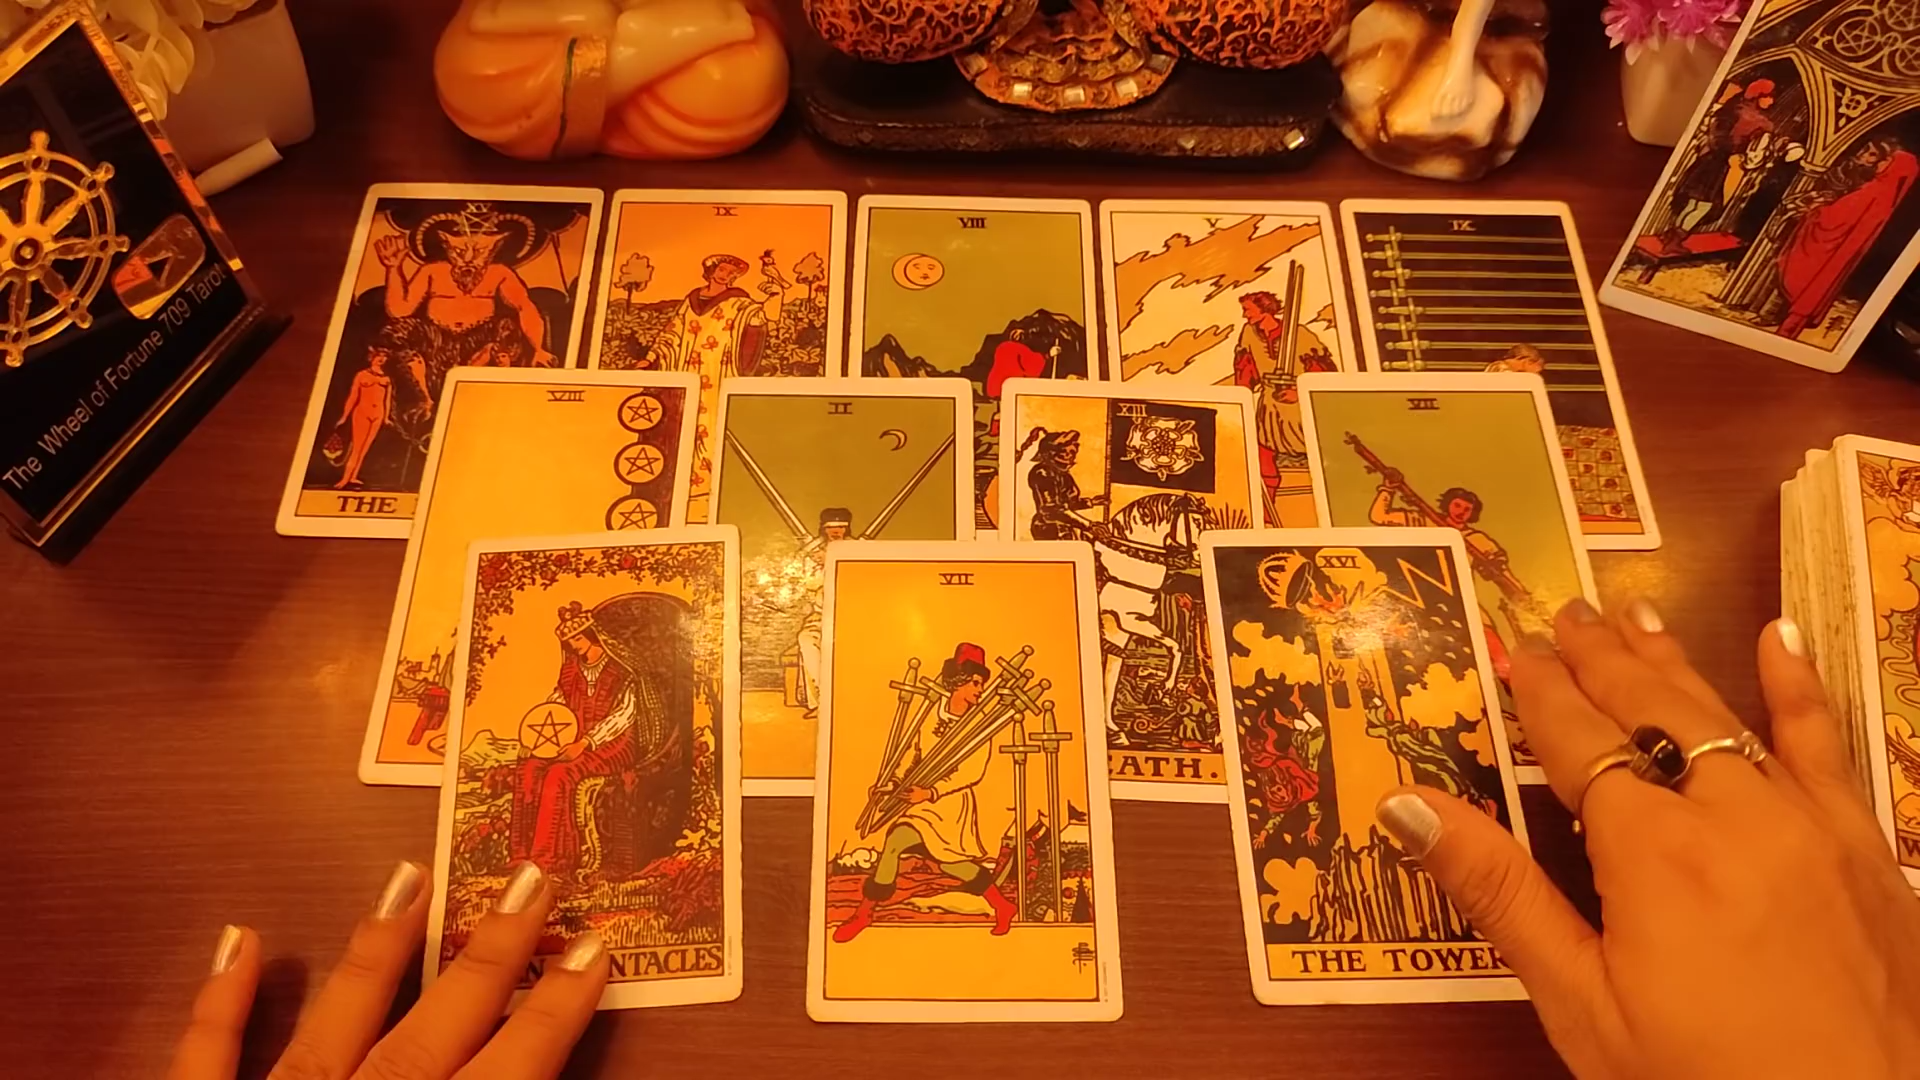 The Wheel of Fortune 709 Tarot
XV
IX
VIII
V
IX
THE
VIII
II
XIII
VII
EATH.
VII
XVI
N NTACLES
THE TOWER
W